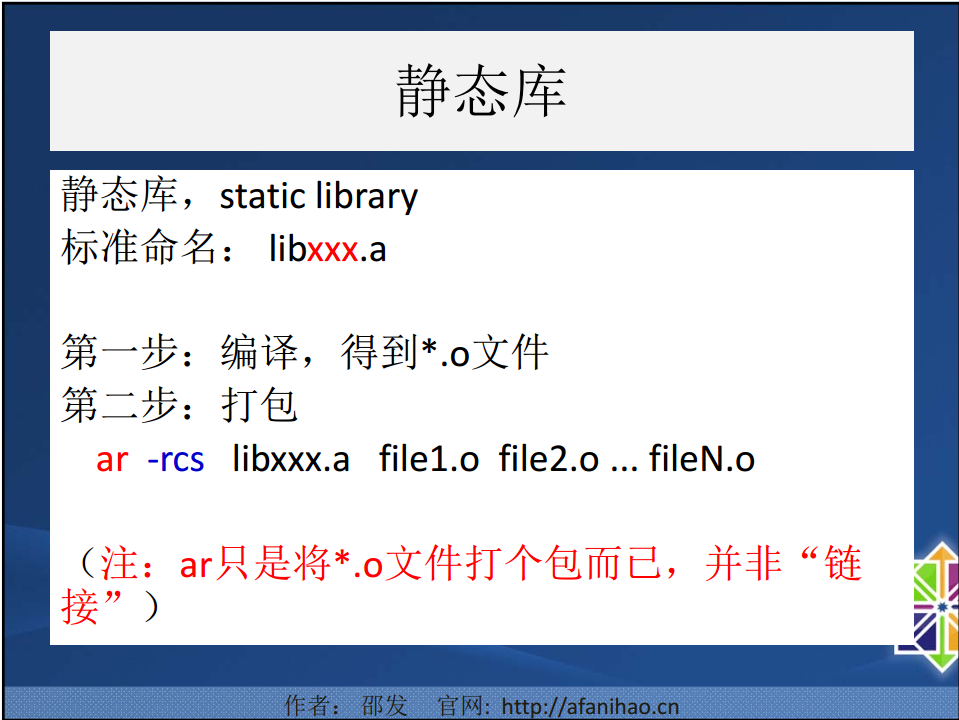 静态库
静态库，static library
标准命名： libxxx.a
第一步：编译，得到*.o文件
第二步：打包
ar -rcs libxxx.a file1.o file2.o ... fileN.o
（注：ar只是将*.o文件打个包而已，并非“链
接”）
作者： 邵发 官网: http://afanihao.cn